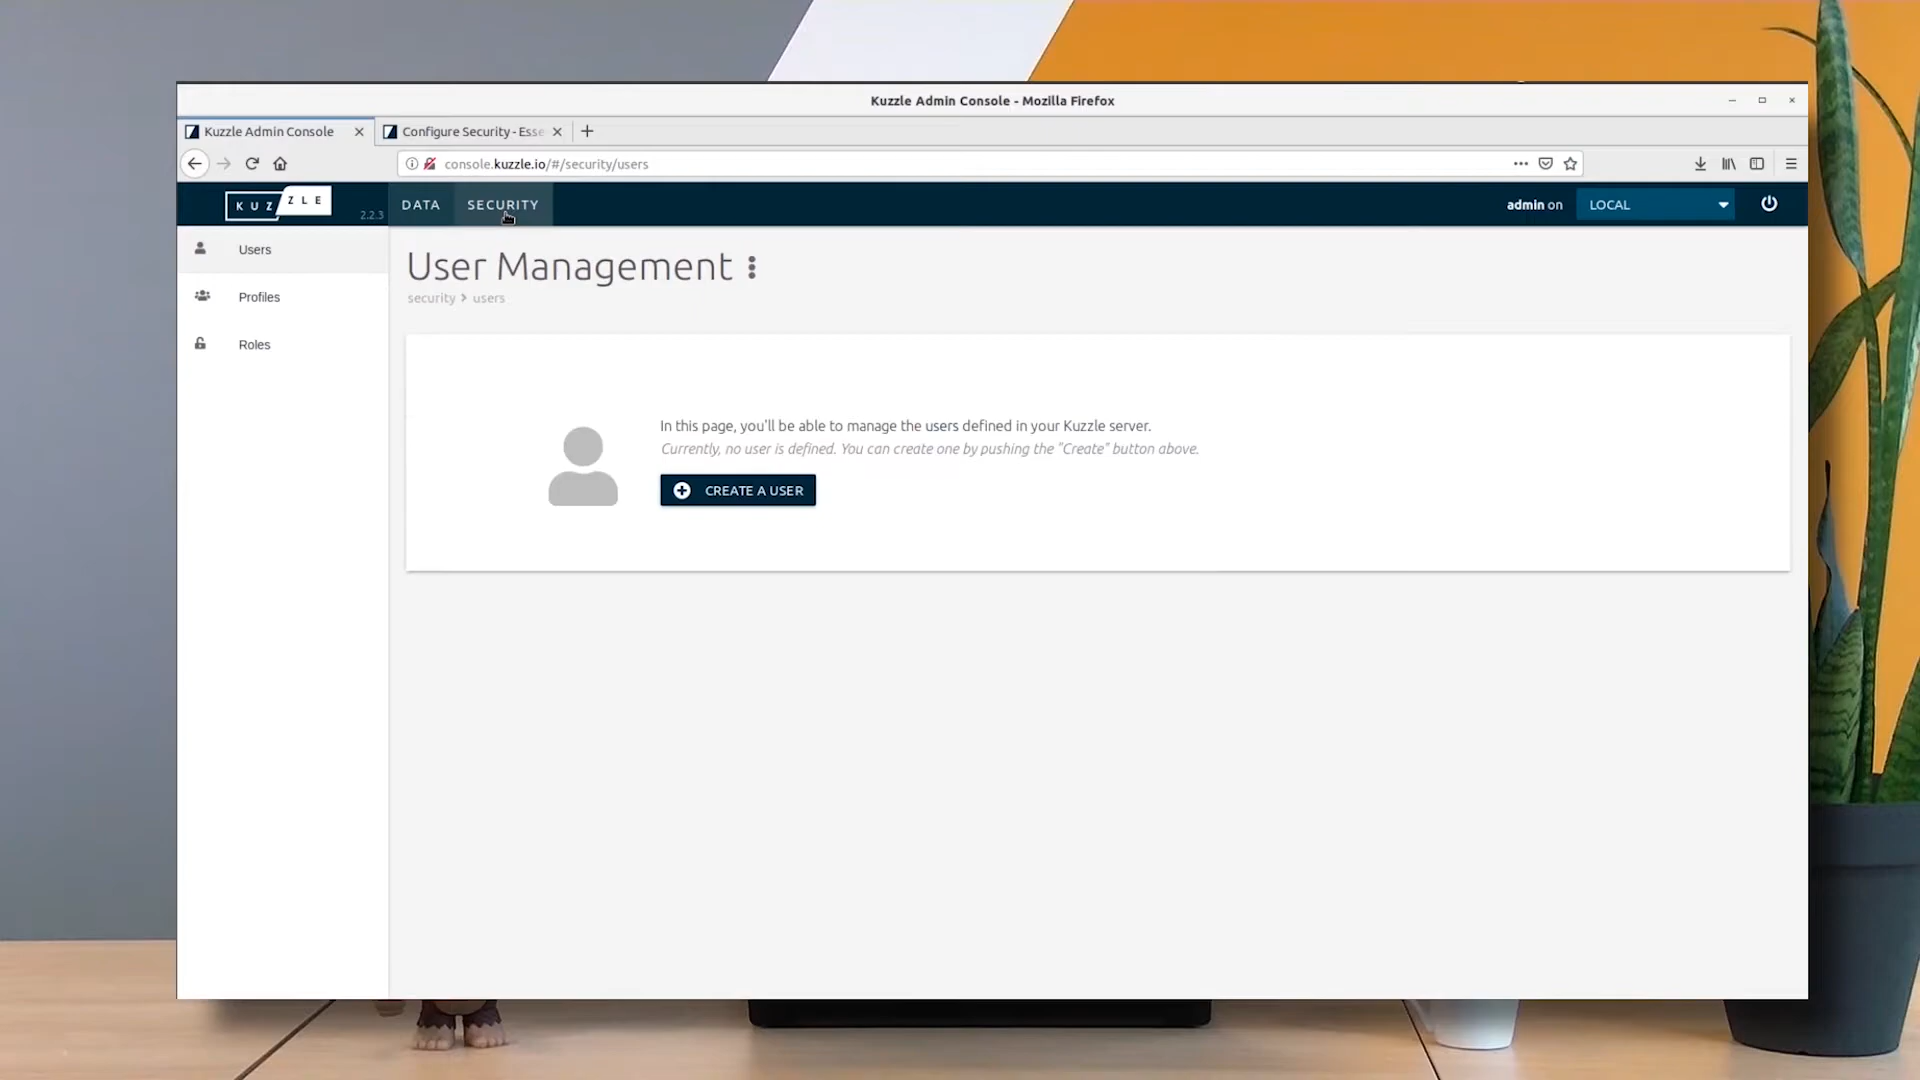 Kuzzle Admin Console - Mozilla Firefox
Kuzzle Admin Console
Configure Security - Esse
console.kuzzle.io/#/security/users
KUZZLE
2.2.3
DATA
SECURITY
admin on
LOCAL
Users
Profiles
Roles
User Management
security users
In this page, you'll be able to manage the users defined in your Kuzzle server.
Currently, no user is defined. You can create one by pushing the "Create" button above.
CREATE A USER